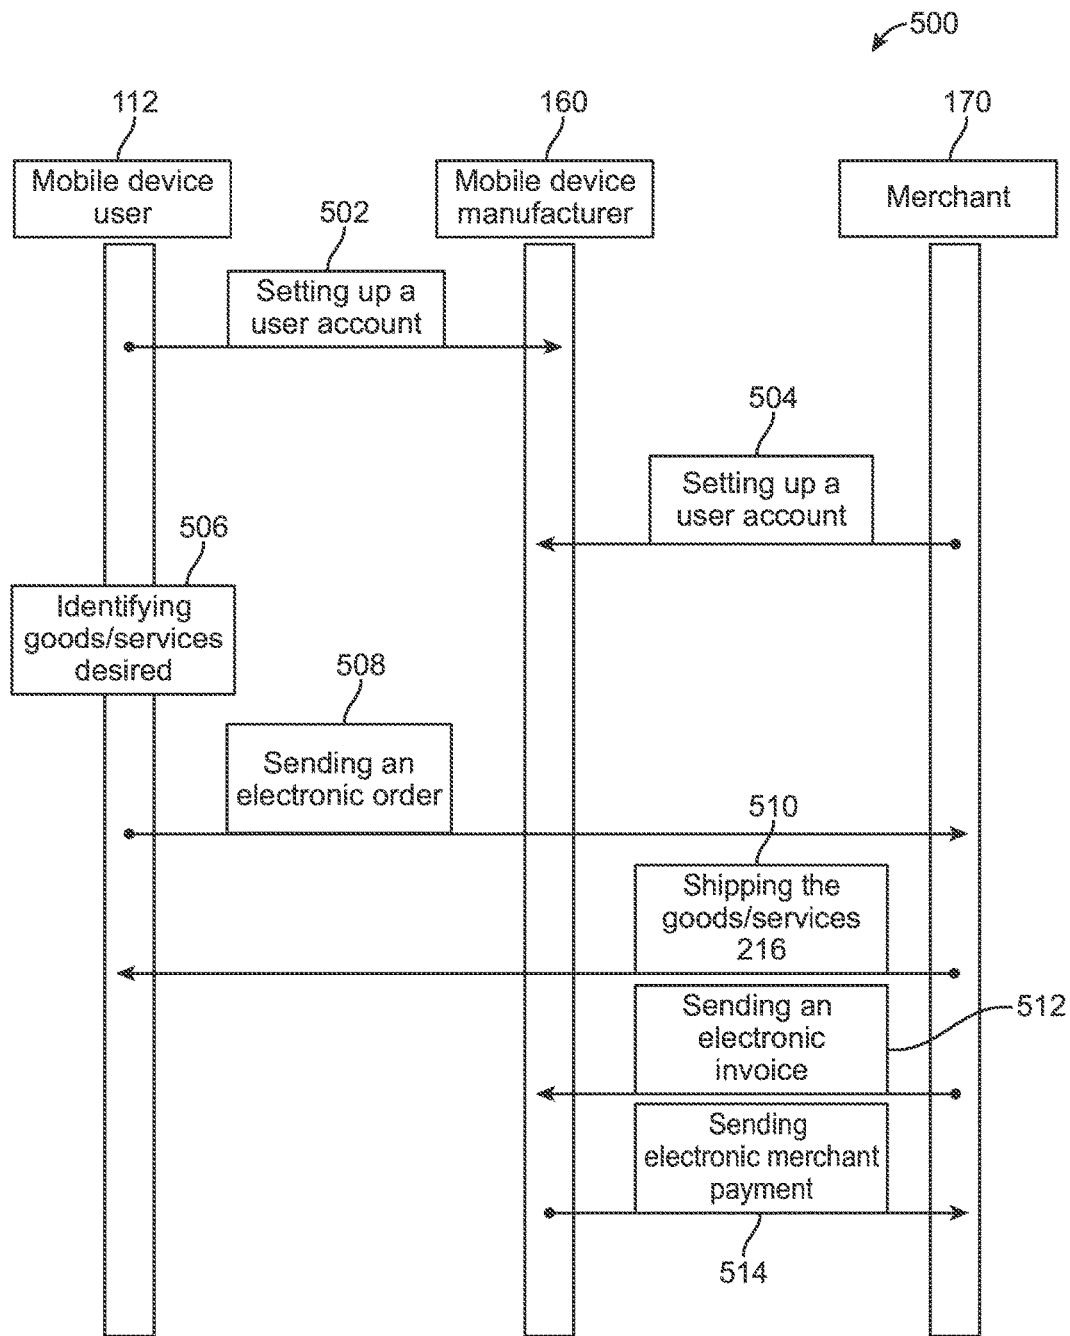 500
112
160
170
Mobile device
user
Mobile device
manufacturer
Merchant
502
Setting up a
user account
504
Setting up a
user account
506
Identifying
goods/services
desired
508
Sending an
electronic order
510
Shipping the
goods/services
216
Sending an
electronic
invoice
512
Sending
electronic merchant
payment
514